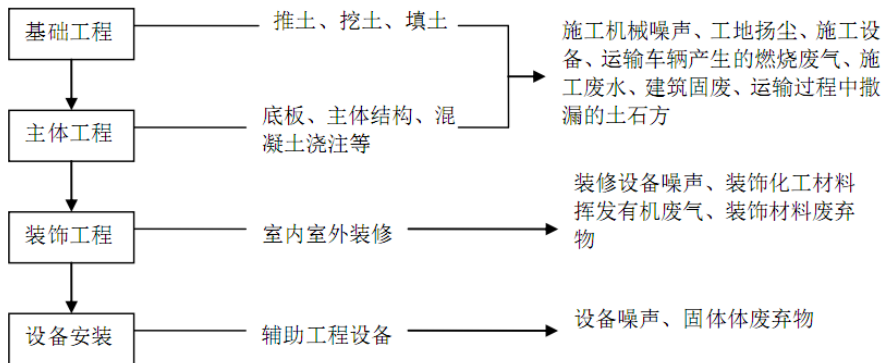 基础工程
推土、挖土、填土
施工机械噪声、工地扬尘、施工设
备、运输车辆产生的燃烧废气、施
工废水、建筑固废、运输过程中撒
漏的土石方
主体工程
底板、主体结构、混
凝土浇注等
装饰工程
室内室外装修
装修设备噪声、装饰化工材料
挥发有机废气、装饰材料废弃
物
设备安装
辅助工程设备
设备噪声、固体体废弃物